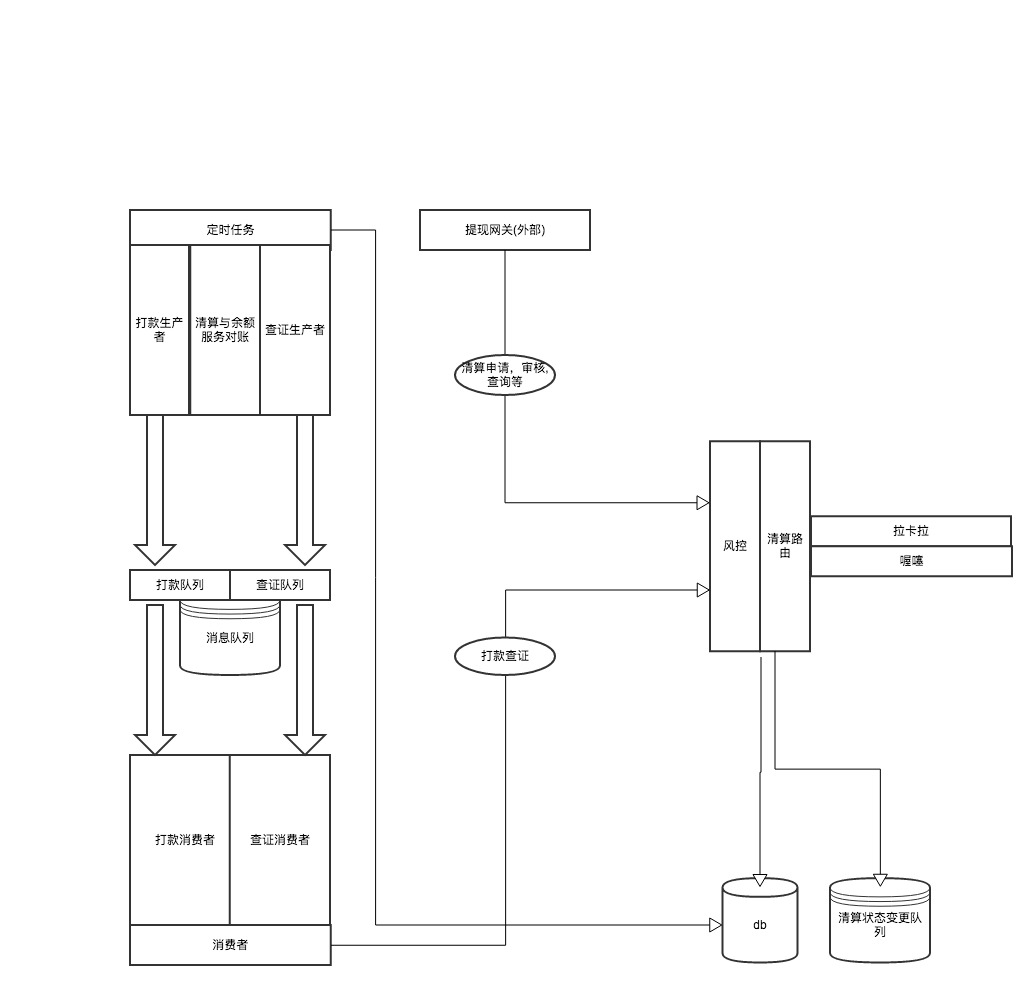 定时任务
提现网关(外部)
打款生产
者
清算与余额
服务对账
查证生产者
清算申请，审核,
查询等
风控
清算路
由
拉卡拉
喔噻
打款队列
查证队列
消息队列
打款查证
打款消费者
查证消费者
消费者
db
清算状态变更队
列